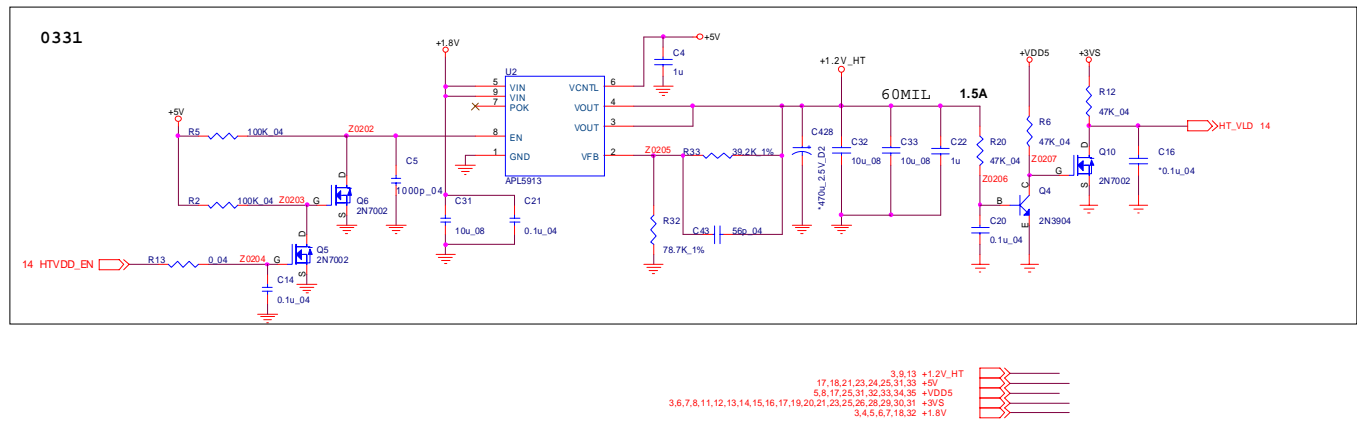 0331
+1.8V
+5V
C4
1u
U2
5 VIN
9 VIN
7 POK
8 EN
1 GND
VCNTL 6
VOUT 4
VOUT 3
VFB 2
APL5913
+5V
R5 100K_04 Z0202
C5
1000p_04
R2 100K_04 Z0203
G
D
S
Q6
2N7002
14 HTVDD_EN
R13 0_04 Z0204
G
D
S
Q5
2N7002
C14
0.1u_04
C31
10u_08
C21
0.1u_04
Z0205 R33 39.2K_1%
R32
78.7K_1%
C43 56p_04
C428
*470u_2.5V_D2
+1.2V_HT
60MIL 1.5A
C32
10u_08
C33
10u_08
C22
1u
R20
47K_04
Z0206
C20
0.1u_04
+VDD5
R6
47K_04
Z0207
B
C
E
Q4
2N3904
+3VS
R12
47K_04
G
D
S
Q10
2N7002
C16
*0.1u_04
HT_VLD 14
3,9,13 +1.2V_HT
17,18,21,23,24,25,31,33 +5V
5,8,17,25,31,32,33,34,35 +VDD5
3,6,7,8,11,12,13,14,15,16,17,19,20,21,23,25,26,28,29,30,31 +3VS
3,4,5,6,7,18,32 +1.8V